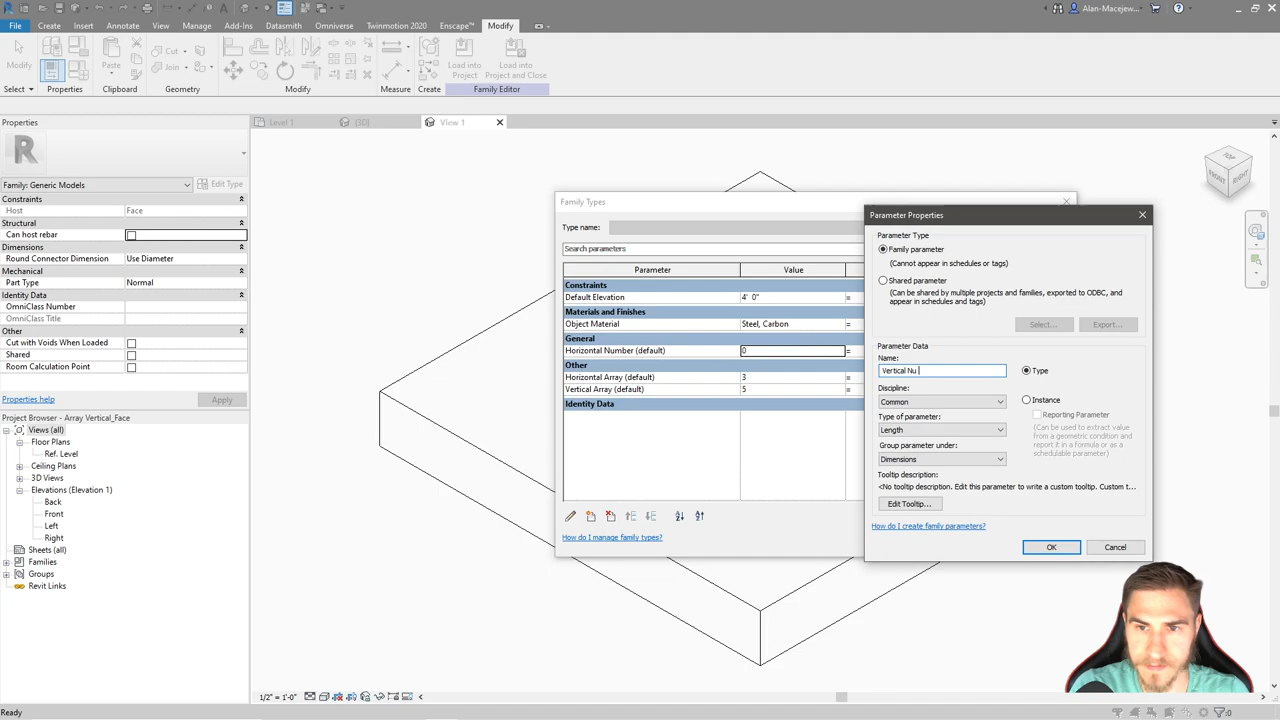 Alan-Macejew...
File Create Insert Annotate View Manage Add-Ins Datasmith Omniverse Twinmotion 2020 Enscape™ Modify
Modify Paste Cut Join Load into Project Load into Project and Close
Select Properties Clipboard Geometry Modify Measure Create Family Editor
Properties
Level 1 {3D} View 1
R
Family: Generic Models Edit Type
Constraints
Host Face
Structural
Can host rebar
Dimensions
Round Connector Dimension Use Diameter
Mechanical
Part Type Normal
Identity Data
OmniClass Number
OmniClass Title
Other
Cut with Voids When Loaded
Shared
Room Calculation Point
Properties help Apply
Project Browser - Array Vertical_Face
Views (all)
Floor Plans
Ref. Level
Ceiling Plans
3D Views
Elevations (Elevation 1)
Back
Front
Left
Right
Sheets (all)
Families
Groups
Revit Links
TOP
FRONT
RIGHT
Family Types
Type name:
Search parameters
Parameter Value
Constraints
Default Elevation 4' 0" =
Materials and Finishes
Object Material Steel, Carbon =
General
Horizontal Number (default) 0 =
Other
Horizontal Array (default) 3 =
Vertical Array (default) 5 =
Identity Data
How do I manage family types?
Parameter Properties
Parameter Type
Family parameter
(Cannot appear in schedules or tags)
Shared parameter
(Can be shared by multiple projects and families, exported to ODBC, and
appear in schedules and tags)
Select... Export...
Parameter Data
Name:
Vertical Nu
Type
Discipline:
Common
Instance
Reporting Parameter
Type of parameter:
Length
(Can be used to extract value
from a geometric condition and
report it in a formula or as a
schedulable parameter)
Group parameter under:
Dimensions
Tooltip description:
<No tooltip description. Edit this parameter to write a custom tooltip. Custom t...
Edit Tooltip...
How do I create family parameters?
OK Cancel
1/2" = 1'-0"
Ready
:0